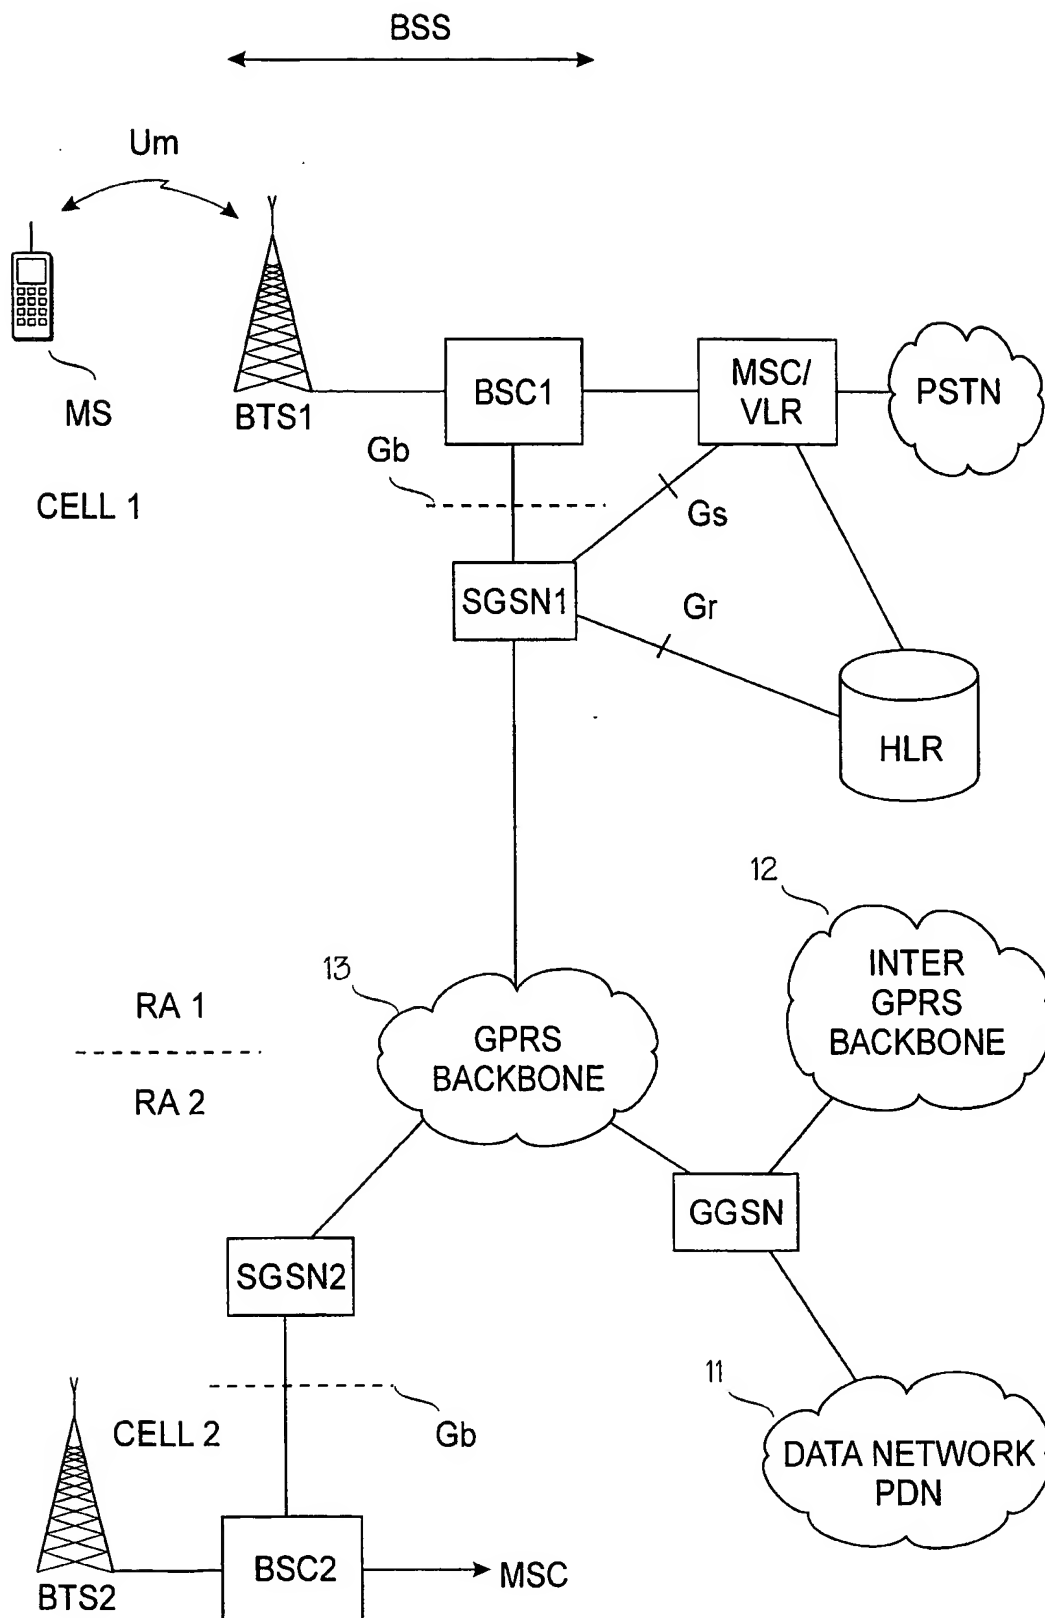 BSS
Um
MS
BTS1
BSC1
MSC/
VLR
PSTN
CELL 1
Gb
Gs
SGSN1
Gr
HLR
12
INTER
GPRS
BACKBONE
13
RA 1
GPRS
BACKBONE
RA 2
GGSN
SGSN2
11
CELL 2
Gb
DATA NETWORK
PDN
BTS2
BSC2
MSC